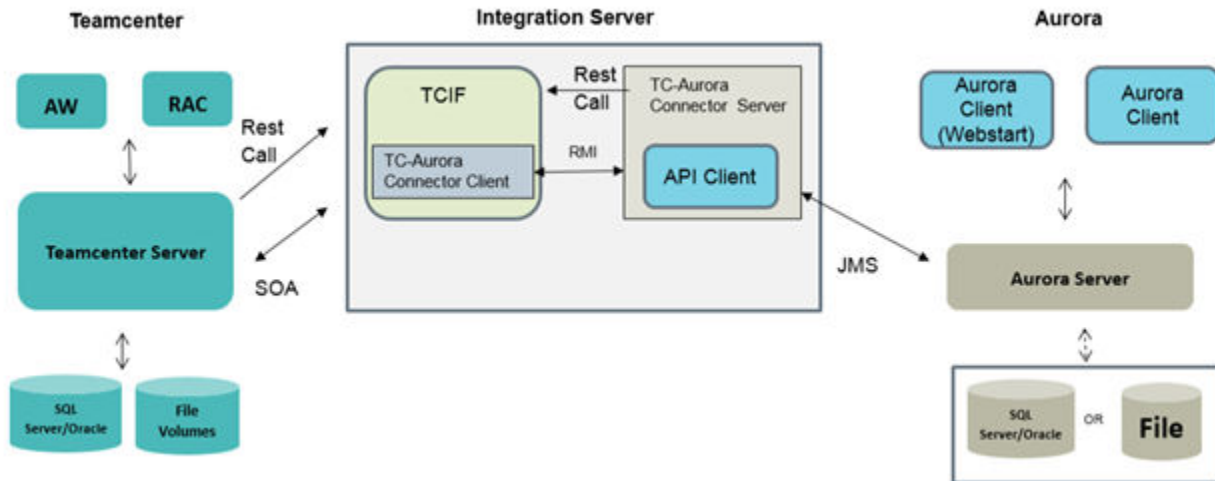 Teamcenter
Integration Server
Aurora
AW
RAC
Rest
Call
Teamcenter Server
SOA
SQL
Server/Oracle
File
Volumes
TCIF
TC-Aurora
Connector Client
Rest
Call
RMI
TC-Aurora
Connector Server
API Client
JMS
Aurora
Client
(Webstart)
Aurora
Client
Aurora Server
SQL
Server/Oracle
OR
File